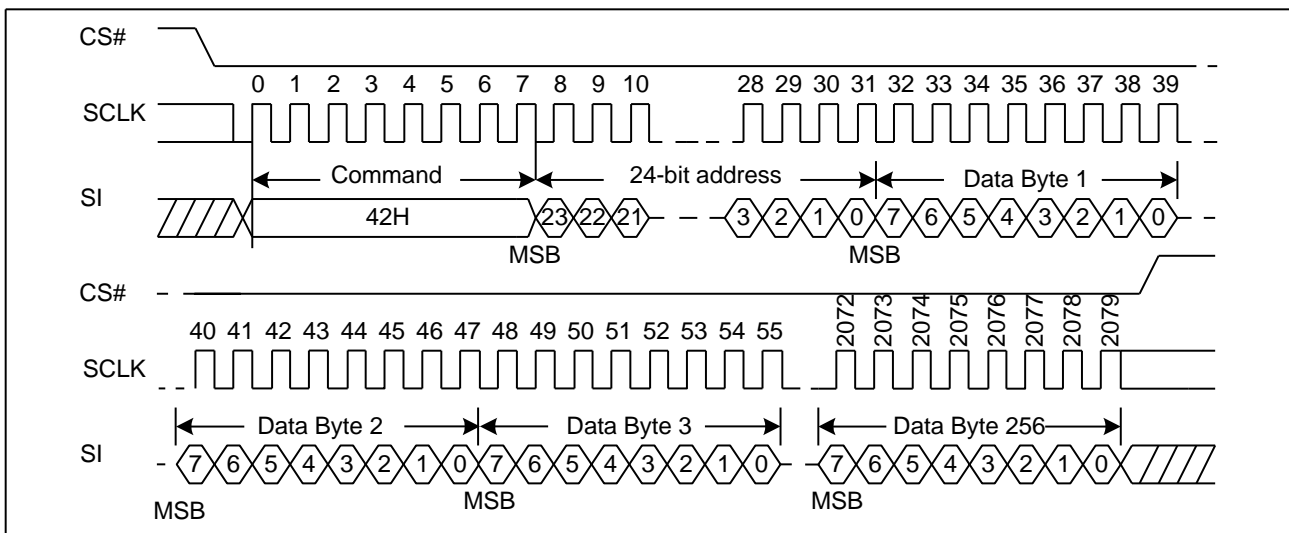 CS#
0 1 2 3 4 5 6 7 8 9 10 28 29 30 31 32 33 34 35 36 37 38 39
SCLK
Command 24-bit address Data Byte 1
SI
42H 23 22 21 3 2 1 0 7 6 5 4 3 2 1 0
MSB MSB
CS#
40 41 42 43 44 45 46 47 48 49 50 51 52 53 54 55 2072 2073 2074 2075 2076 2077 2078 2079
SCLK
Data Byte 2 Data Byte 3 Data Byte 256
SI
7 6 5 4 3 2 1 0 7 6 5 4 3 2 1 0 7 6 5 4 3 2 1 0
MSB MSB MSB